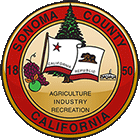 SONOMA COUNTY
18 50
CALIFORNIA REPUBLIC
AGRICULTURE
INDUSTRY
RECREATION
CALIFORNIA